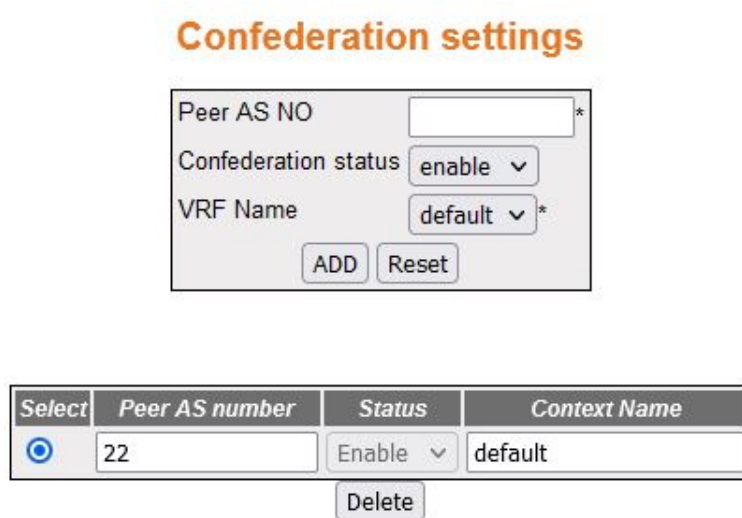 Confederation settings
Peer AS NO *
Confederation status enable
VRF Name default *
ADD Reset
Select Peer AS number Status Context Name
22 Enable default
Delete